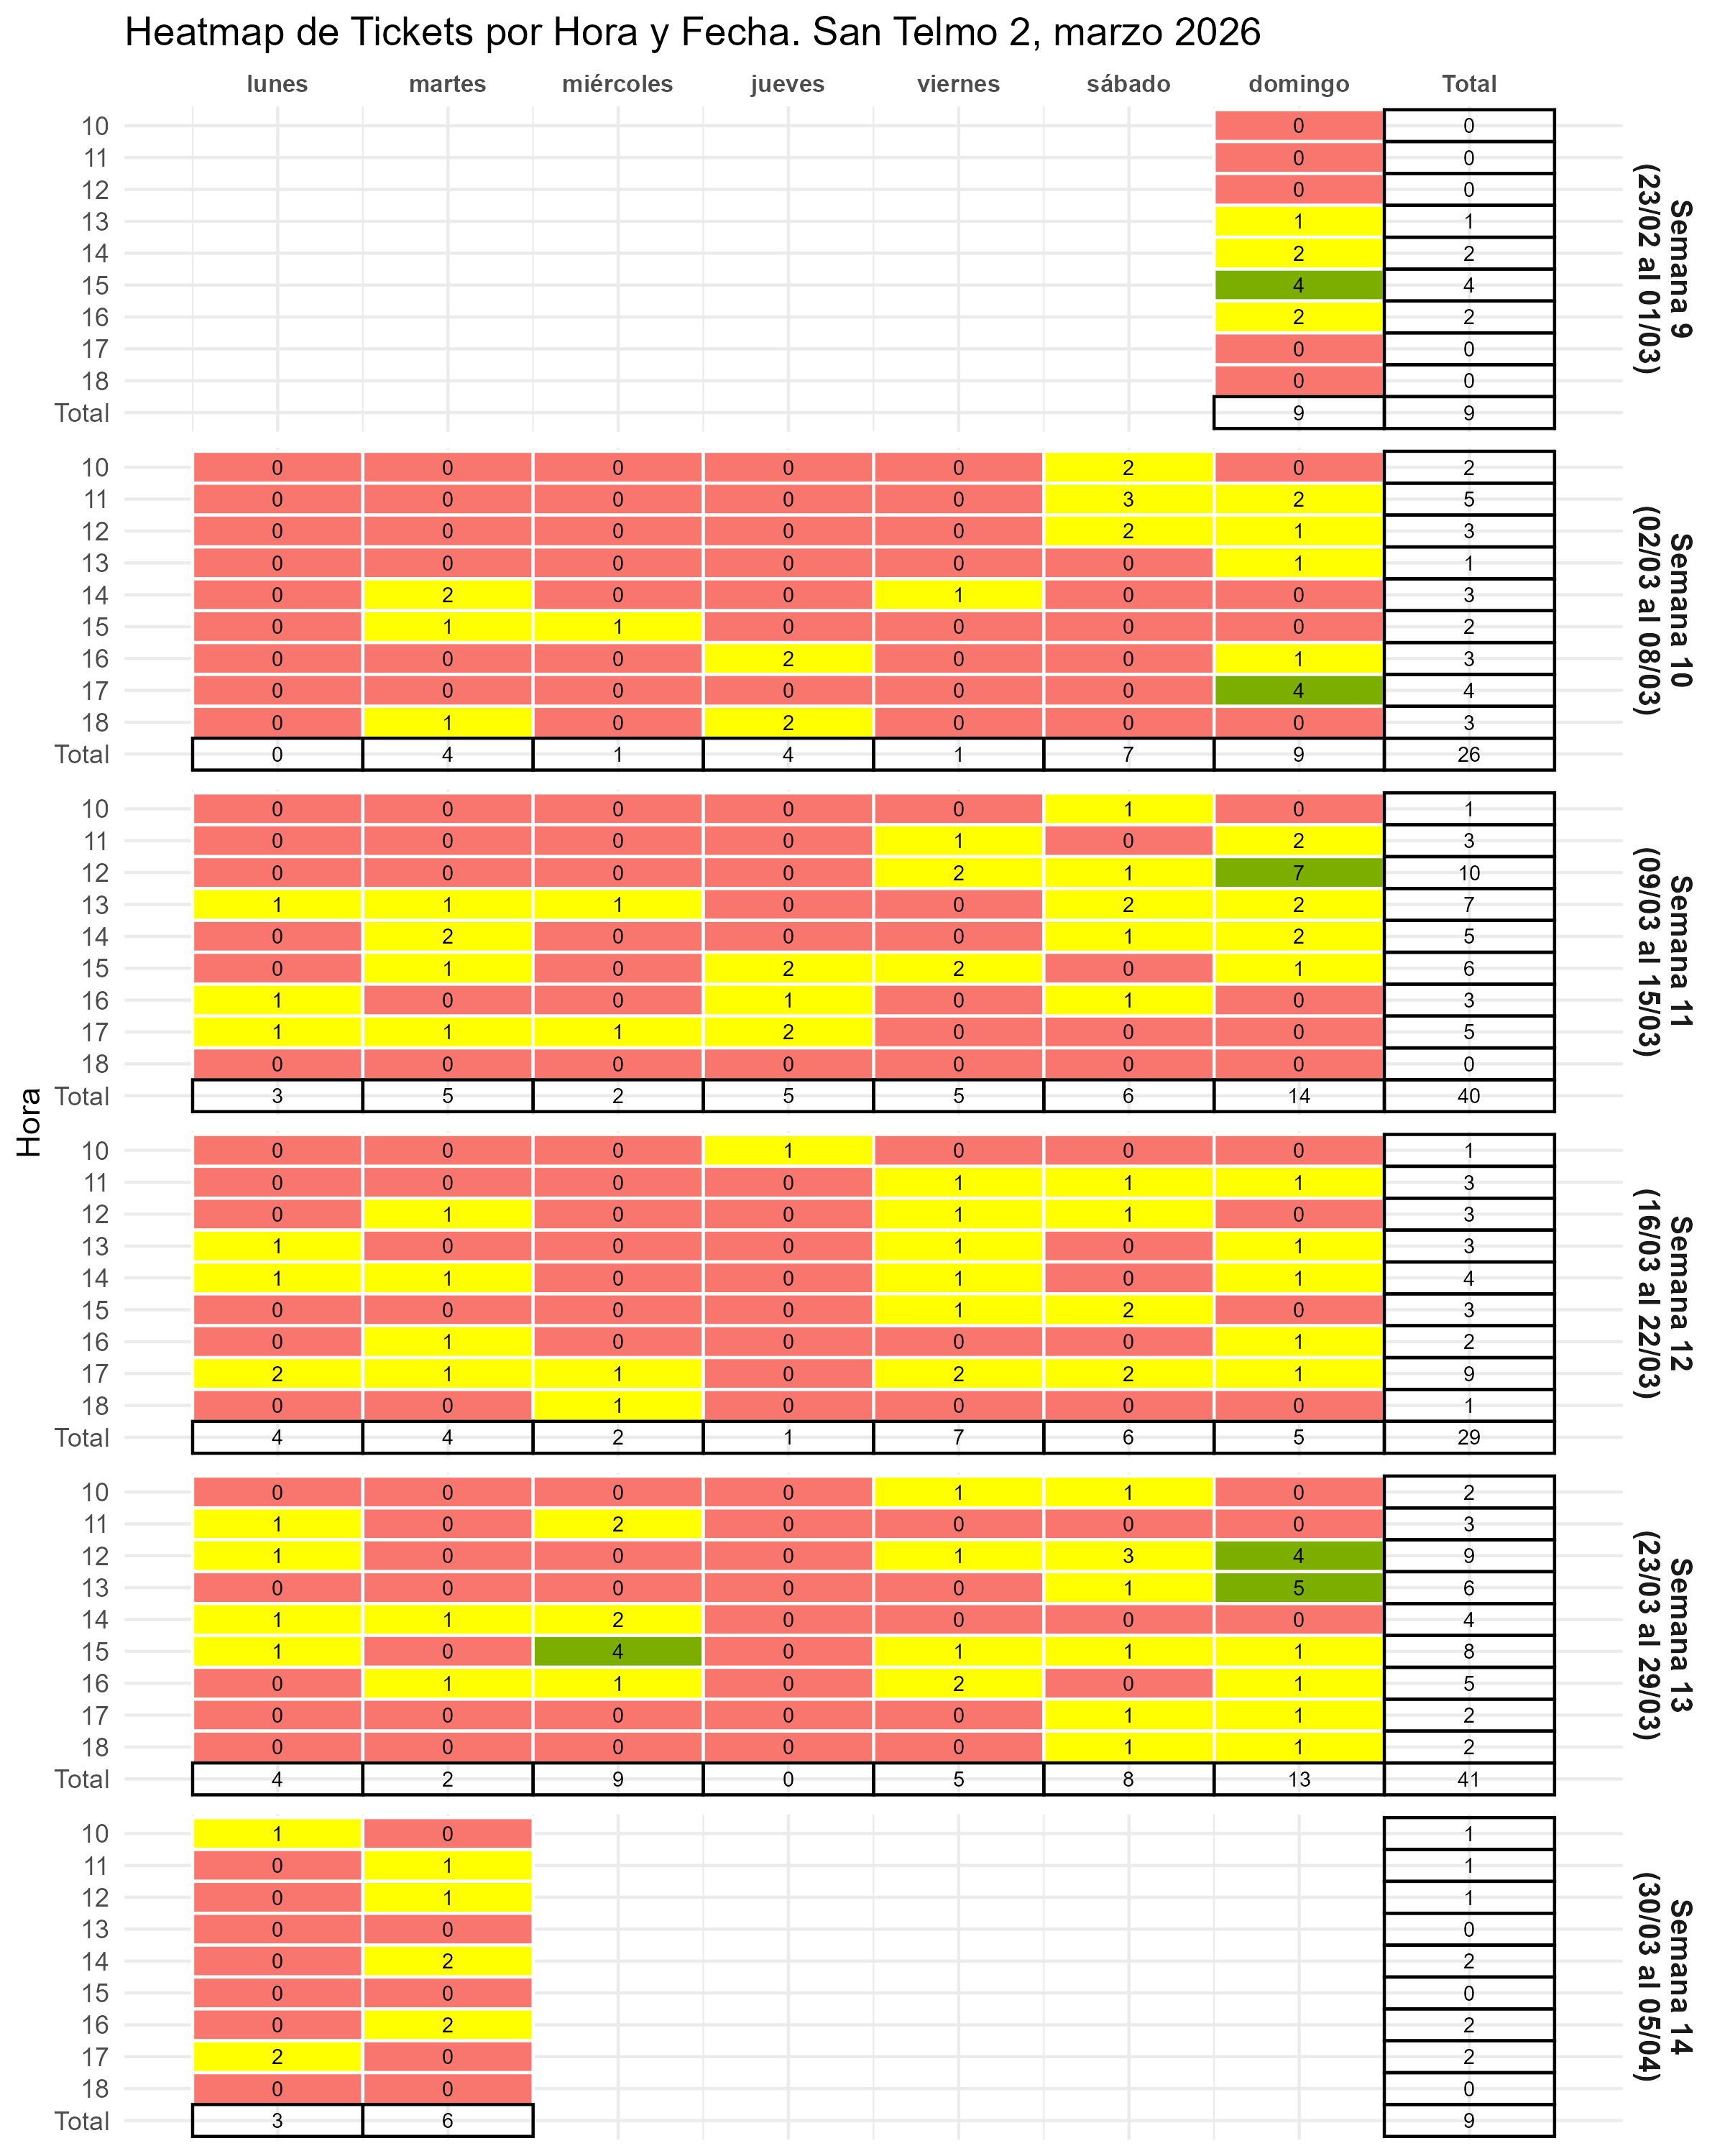 Heatmap de Tickets por Hora y Fecha. San Telmo 2, marzo 2026
lunes martes miércoles jueves viernes sábado domingo Total
10 0 0
11 0 0
12 0 0
13 1 1
14 2 2
15 4 4
16 2 2
17 0 0
18 0 0
Total 9 9
Semana 9
(23/02 al 01/03)
10 0 0 0 0 0 2 0 2
11 0 0 0 0 0 3 2 5
12 0 0 0 0 0 2 1 3
13 0 0 0 0 0 0 1 1
14 0 2 0 0 1 0 0 3
15 0 1 1 0 0 0 0 2
16 0 0 0 2 0 0 1 3
17 0 0 0 0 0 0 4 4
18 0 1 0 2 0 0 0 3
Total 0 4 1 4 1 7 9 26
Semana 10
(02/03 al 08/03)
10 0 0 0 0 0 1 0 1
11 0 0 0 0 1 0 2 3
12 0 0 0 0 2 1 7 10
13 1 1 1 0 0 2 2 7
14 0 2 0 0 0 1 2 5
15 0 1 0 2 2 0 1 6
16 1 0 0 1 0 1 0 3
17 1 1 1 2 0 0 0 5
18 0 0 0 0 0 0 0 0
Total 3 5 2 5 5 6 14 40
Semana 11
(09/03 al 15/03)
Hora
10 0 0 0 1 0 0 0 1
11 0 0 0 0 1 1 1 3
12 0 1 0 0 1 1 0 3
13 1 0 0 0 1 0 1 3
14 1 1 0 0 1 0 1 4
15 0 0 0 0 1 2 0 3
16 0 1 0 0 0 0 1 2
17 2 1 1 0 2 2 1 9
18 0 0 1 0 0 0 0 1
Total 4 4 2 1 7 6 5 29
Semana 12
(16/03 al 22/03)
10 0 0 0 0 1 1 0 2
11 1 0 2 0 0 0 0 3
12 1 0 0 0 1 3 4 9
13 0 0 0 0 0 1 5 6
14 1 1 2 0 0 0 0 4
15 1 0 4 0 1 1 1 8
16 0 1 1 0 2 0 1 5
17 0 0 0 0 0 1 1 2
18 0 0 0 0 0 1 1 2
Total 4 2 9 0 5 8 13 41
Semana 13
(23/03 al 29/03)
10 1 0 1
11 0 1 1
12 0 1 1
13 0 0 0
14 0 2 2
15 0 0 0
16 0 2 2
17 2 0 2
18 0 0 0
Total 3 6 9
Semana 14
(30/03 al 05/04)